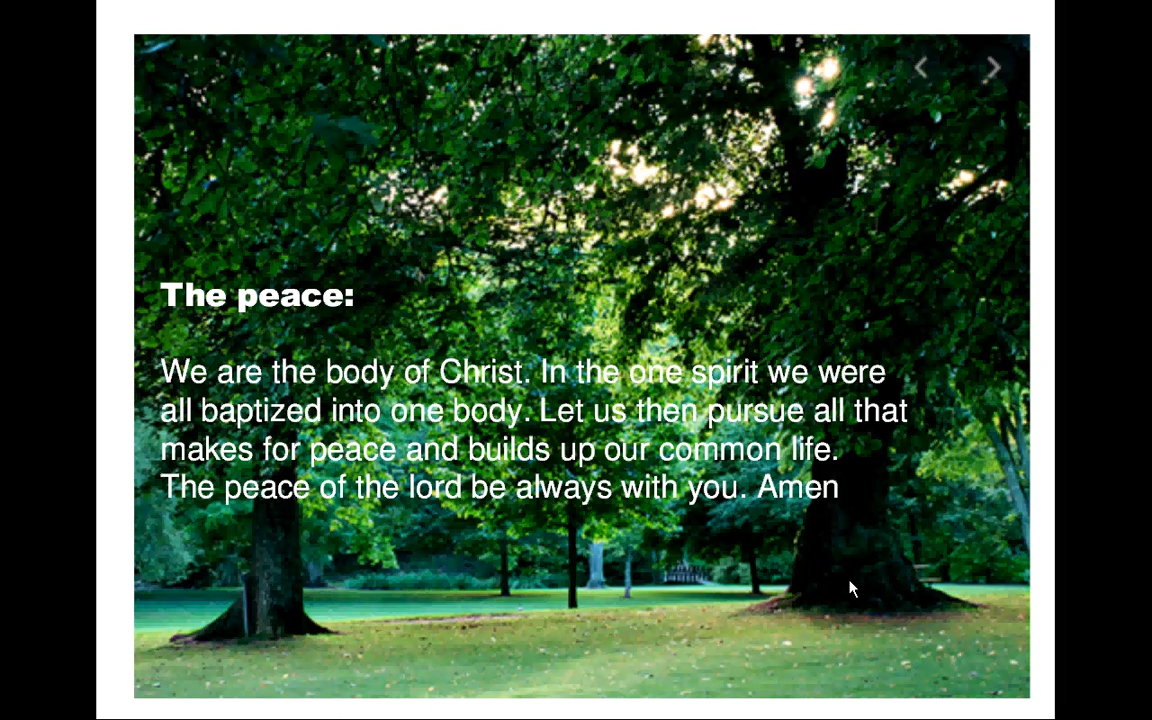 The peace:
We are the body of Christ. In the one spirit we were
all baptized into one body. Let us then pursue all that
makes for peace and builds up our common life.
The peace of the lord be always with you. Amen